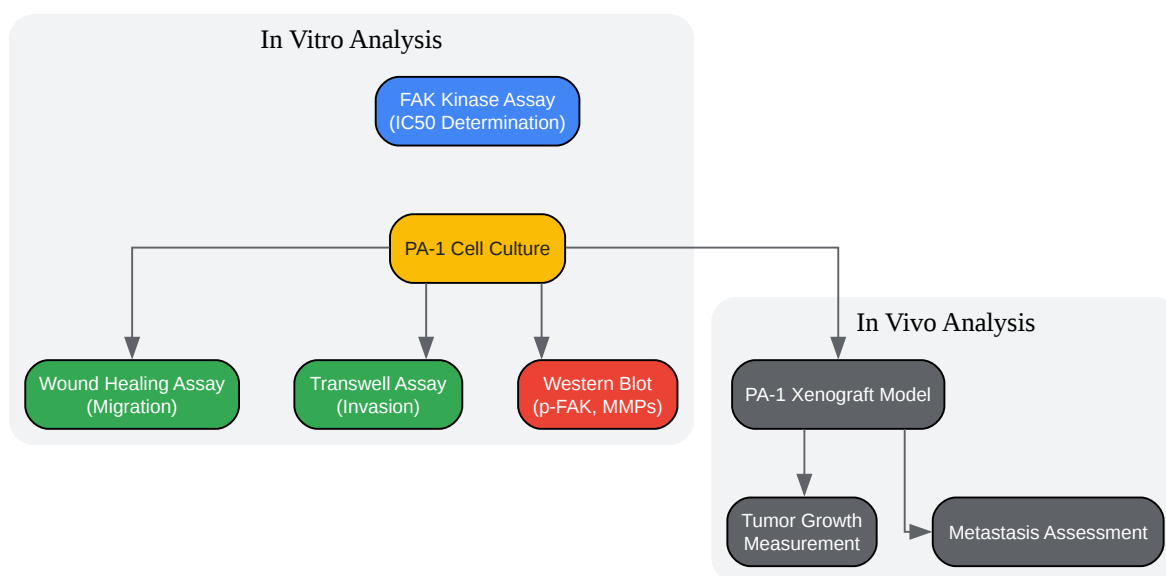 In Vitro Analysis
FAK Kinase Assay
(IC50 Determination)
PA-1 Cell Culture
Wound Healing Assay
(Migration)
Transwell Assay
(Invasion)
Western Blot
(p-FAK, MMPs)
In Vivo Analysis
PA-1 Xenograft Model
Tumor Growth
Measurement
Metastasis Assessment